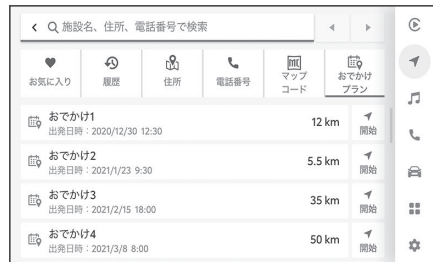 施設名、住所、電話番号で検索
お気に入り
履歴
住所
電話番号
マップ
コード
おでかけ
プラン
おでかけ1
出発日時：2020/12/30 12:30
12 km
開始
おでかけ2
出発日時：2021/1/23 9:30
5.5 km
開始
おでかけ3
出発日時：2021/2/15 18:00
35 km
開始
おでかけ4
出発日時：2021/3/8 8:00
50 km
開始